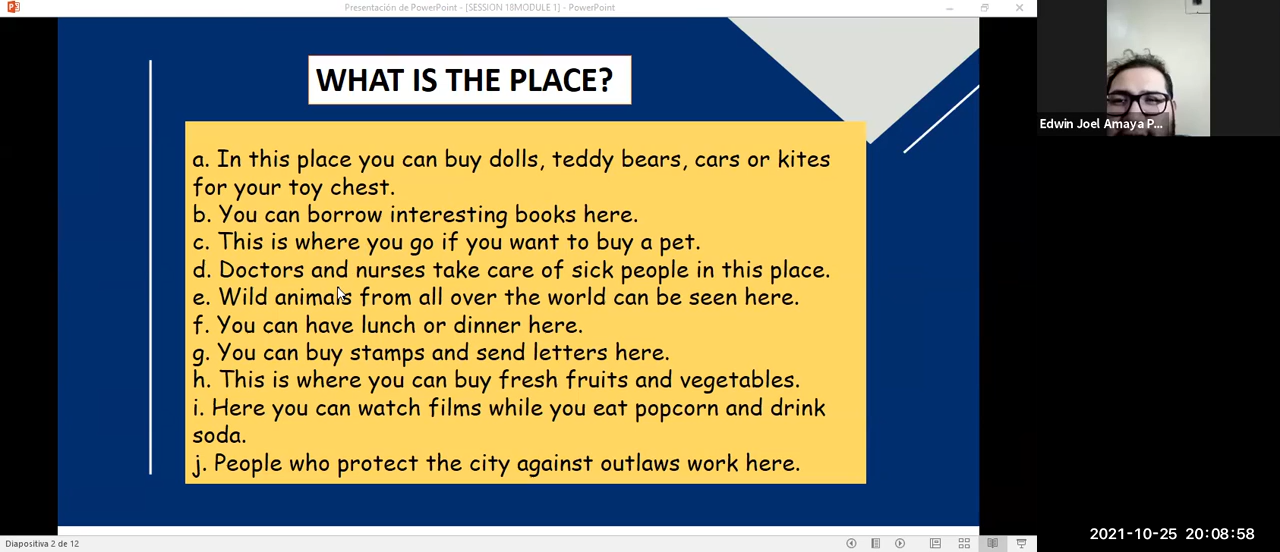 Presentación de PowerPoint - [SESSION 18MODULE 1] - PowerPoint
WHAT IS THE PLACE?
a. In this place you can buy dolls, teddy bears, cars or kites
for your toy chest.
b. You can borrow interesting books here.
c. This is where you go if you want to buy a pet.
d. Doctors and nurses take care of sick people in this place.
e. Wild animals from all over the world can be seen here.
f. You can have lunch or dinner here.
g. You can buy stamps and send letters here.
h. This is where you can buy fresh fruits and vegetables.
i. Here you can watch films while you eat popcorn and drink
soda.
j. People who protect the city against outlaws work here.
Edwin Joel Amaya P...
Diapositiva 2 de 12
2021-10-25 20:08:58